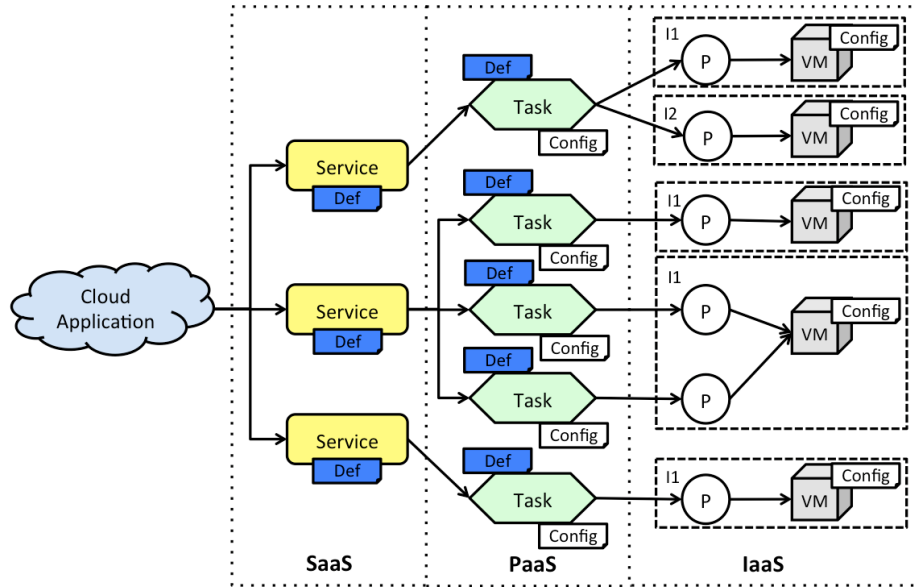 Cloud
Application
Service
Def
Service
Def
Service
Def
SaaS
Def
Task
Config
Def
Task
Config
Def
Task
Config
Def
Task
Config
Def
Task
Config
PaaS
I1
P
VM
Config
I2
P
VM
Config
I1
P
VM
Config
I1
P
P
VM
Config
I1
P
VM
Config
IaaS